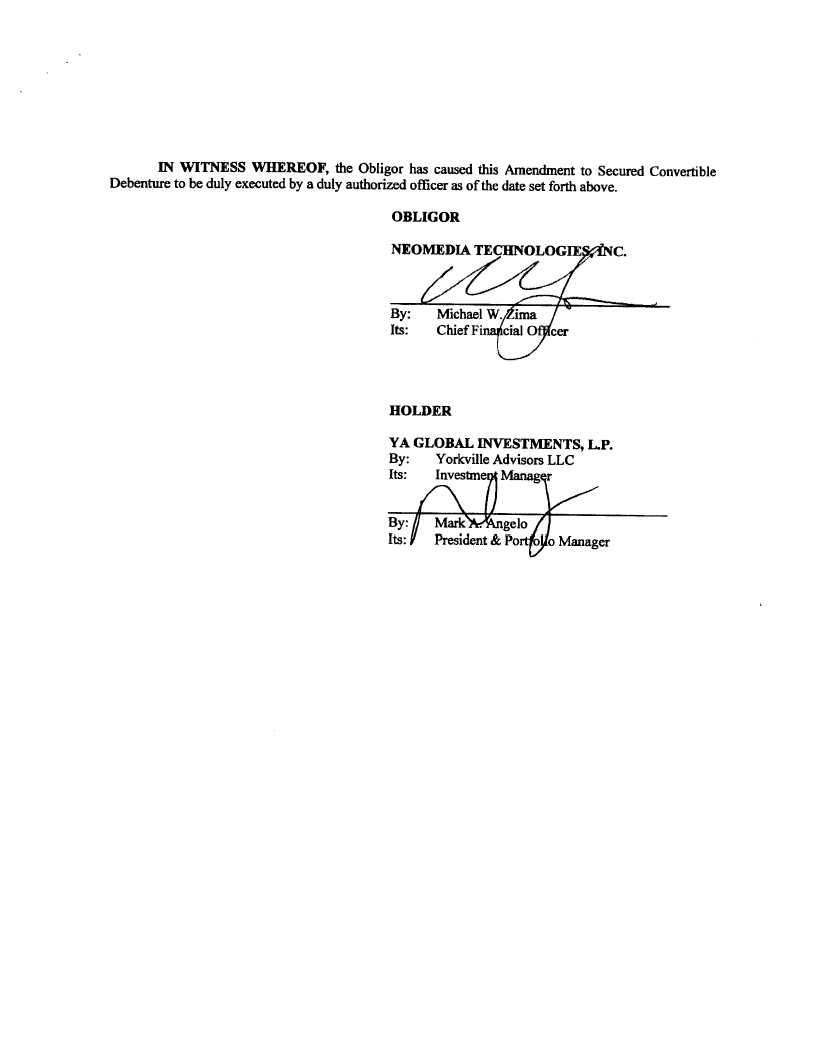 IN WITNESS WHEREOF, the Obligor has caused this Amendment to Secured Convertible
Debenture to be duly executed by a duly authorized officer as of the date set forth above.
OBLIGOR
NEOMEDIA TECHNOLOGIES, INC.
By: Michael W. Zima
Its: Chief Financial Officer
HOLDER
YA GLOBAL INVESTMENTS, L.P.
By: Yorkville Advisors LLC
Its: Investment Manager
By: Mark A. Angelo
Its: President & Portfolio Manager